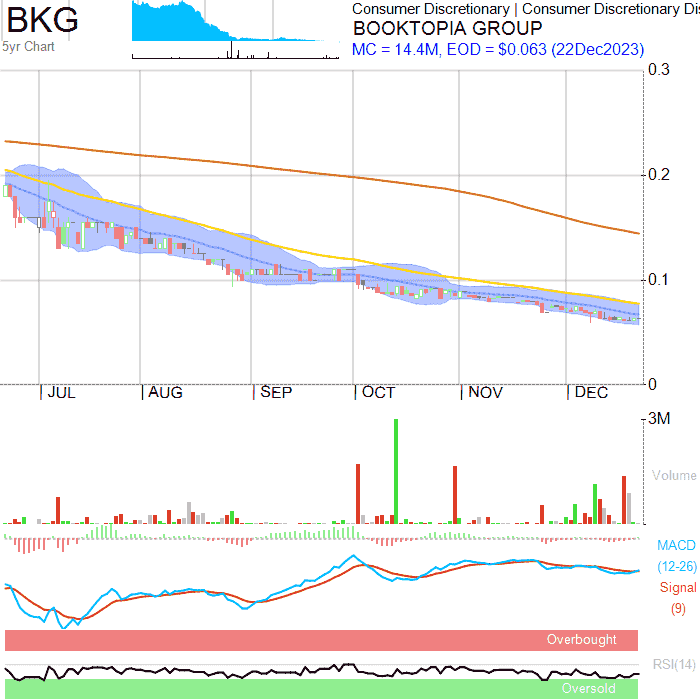 BKG
5yr Chart
Consumer Discretionary | Consumer Discretionary Dis
BOOKTOPIA GROUP
MC = 14.4M, EOD = $0.063 (22Dec2023)
0.3
0.2
0.1
0
| JUL | AUG | SEP | OCT | NOV | DEC
3M
Volume
MACD
(12-26)
Signal
(9)
Overbought
RSI(14)
Oversold